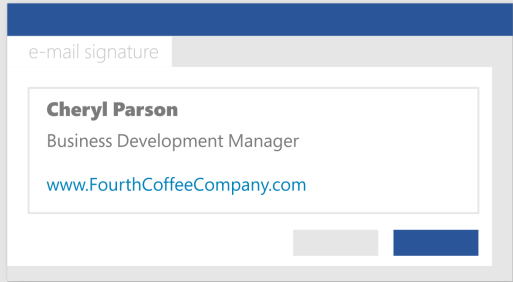 e-mail signature
Cheryl Parson
Business Development Manager
www.FourthCoffeeCompany.com